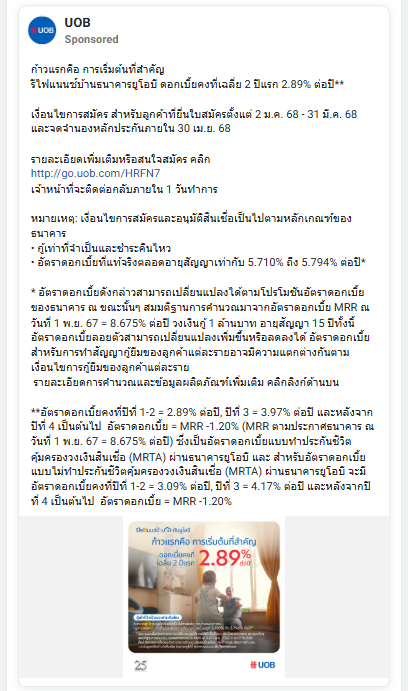 UOB
UOB
Sponsored
ก้าวแรกคือ การเริ่มต้นที่สำคัญ
รีไฟแนนซ์บ้านธนาคารยูโอบี ดอกเบี้ยคงที่เฉลี่ย 2 ปีแรก 2.89% ต่อปี**
เงื่อนไขการสมัคร สำหรับลูกค้าที่ยื่นใบสมัครตั้งแต่ 2 ม.ค. 68 - 31 มี.ค. 68
และจดจำนองหลักประกันภายใน 30 เม.ย. 68
รายละเอียดเพิ่มเติมหรือสนใจสมัคร คลิก
http://go.uob.com/HRFN7
เจ้าหน้าที่จะติดต่อกลับภายใน 1 วันทำการ
หมายเหตุ: เงื่อนไขการสมัครและอนุมัติสินเชื่อเป็นไปตามหลักเกณฑ์ของ
ธนาคาร
• กู้เท่าที่จำเป็นและชำระคืนไหว
• อัตราดอกเบี้ยที่แท้จริงตลอดอายุสัญญาเท่ากับ 5.710% ถึง 5.794% ต่อปี*
* อัตราดอกเบี้ยดังกล่าวสามารถเปลี่ยนแปลงได้ตามโปรโมชันอัตราดอกเบี้ย
ของธนาคาร ณ ขณะนั้นๆ สมมติฐานการคำนวณมาจากอัตราดอกเบี้ย MRR ณ
วันที่ 1 พ.ย. 67 = 8.675% ต่อปี วงเงินกู้ 1 ล้านบาท อายุสัญญา 15 ปีทั้งนี้
อัตราดอกเบี้ยลอยตัวสามารถเปลี่ยนแปลงเพิ่มขึ้นหรือลดลงได้ อัตราดอกเบี้ย
สำหรับการทำสัญญากู้ยืมของลูกค้าแต่ละรายอาจมีความแตกต่างกันตาม
เงื่อนไขการกู้ยืมของลูกค้าแต่ละราย
รายละเอียดการคำนวณและข้อมูลผลิตภัณฑ์เพิ่มเติม คลิกลิงก์ด้านบน
**อัตราดอกเบี้ยคงที่ปีที่ 1-2 = 2.89% ต่อปี, ปีที่ 3 = 3.97% ต่อปี และหลังจาก
ปีที่ 4 เป็นต้นไป อัตราดอกเบี้ย = MRR -1.20% (MRR ตามประกาศธนาคาร ณ
วันที่ 1 พ.ย. 67 = 8.675% ต่อปี) ซึ่งเป็นอัตราดอกเบี้ยแบบทำประกันชีวิต
คุ้มครองวงเงินสินเชื่อ (MRTA) ผ่านธนาคารยูโอบี และ สำหรับอัตราดอกเบี้ย
แบบไม่ทำประกันชีวิตคุ้มครองวงเงินสินเชื่อ (MRTA) ผ่านธนาคารยูโอบี จะมี
อัตราดอกเบี้ยคงที่ปีที่ 1-2 = 3.09% ต่อปี, ปีที่ 3 = 4.17% ต่อปี และหลังจากปี
ที่ 4 เป็นต้นไป อัตราดอกเบี้ย = MRR -1.20%
รีไฟแนนซ์บ้านที่ใช่ กับยูโอบี
ก้าวแรกคือ การเริ่มต้นที่สำคัญ
ดอกเบี้ยคงที่
เฉลี่ย 2 ปีแรก
2.89%
ต่อปี
25
UOB